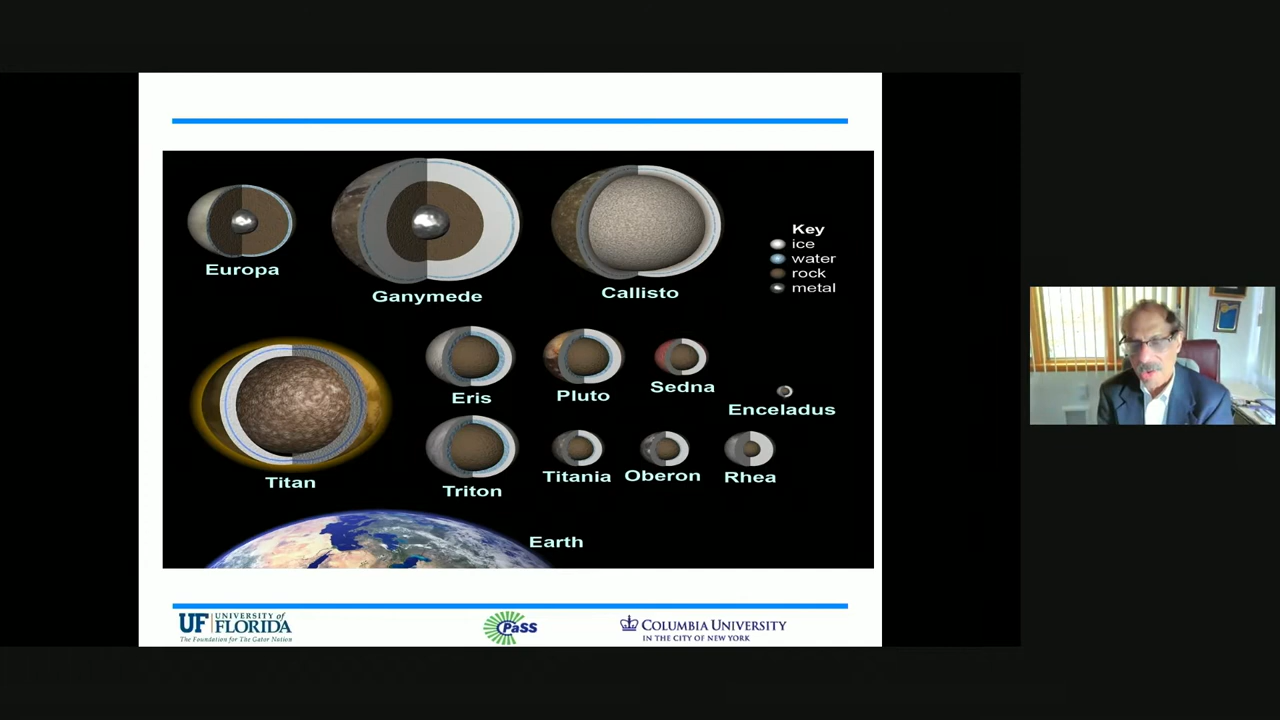 Europa
Ganymede
Callisto
Key
ice
water
rock
metal
Eris
Pluto
Sedna
Enceladus
Titan
Triton
Titania
Oberon
Rhea
Earth
UF UNIVERSITY of
FLORIDA
The Foundation for The Gator Nation
CPaSS
COLUMBIA UNIVERSITY
IN THE CITY OF NEW YORK